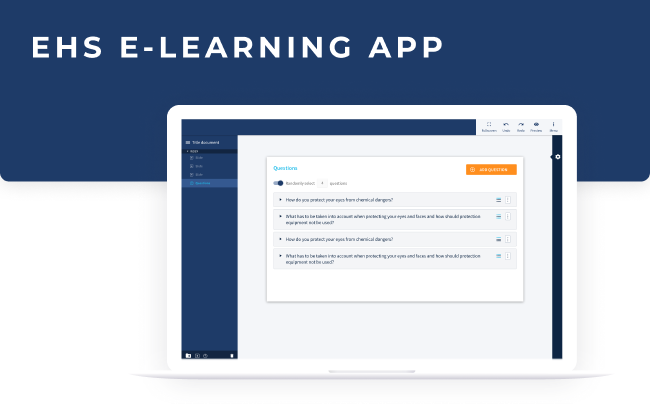 EHS E-LEARNING APP
Fullscreen Undo Redo Preview Menu
Title document
Questions
ADD QUESTION
Randomly select 4 questions
How do you protect your eyes from chemical dangers?
What has to be taken into account when protecting your eyes and faces and how should protection
equipment not be used?
How do you protect your eyes from chemical dangers?
What has to be taken into account when protecting your eyes and faces and how should protection
equipment not be used?